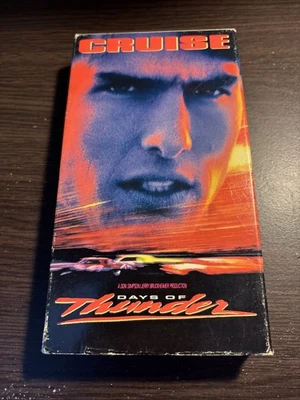 CRUISE
A DON SIMPSON/JERRY BRUCKHEIMER PRODUCTION
DAYS OF
Thunder